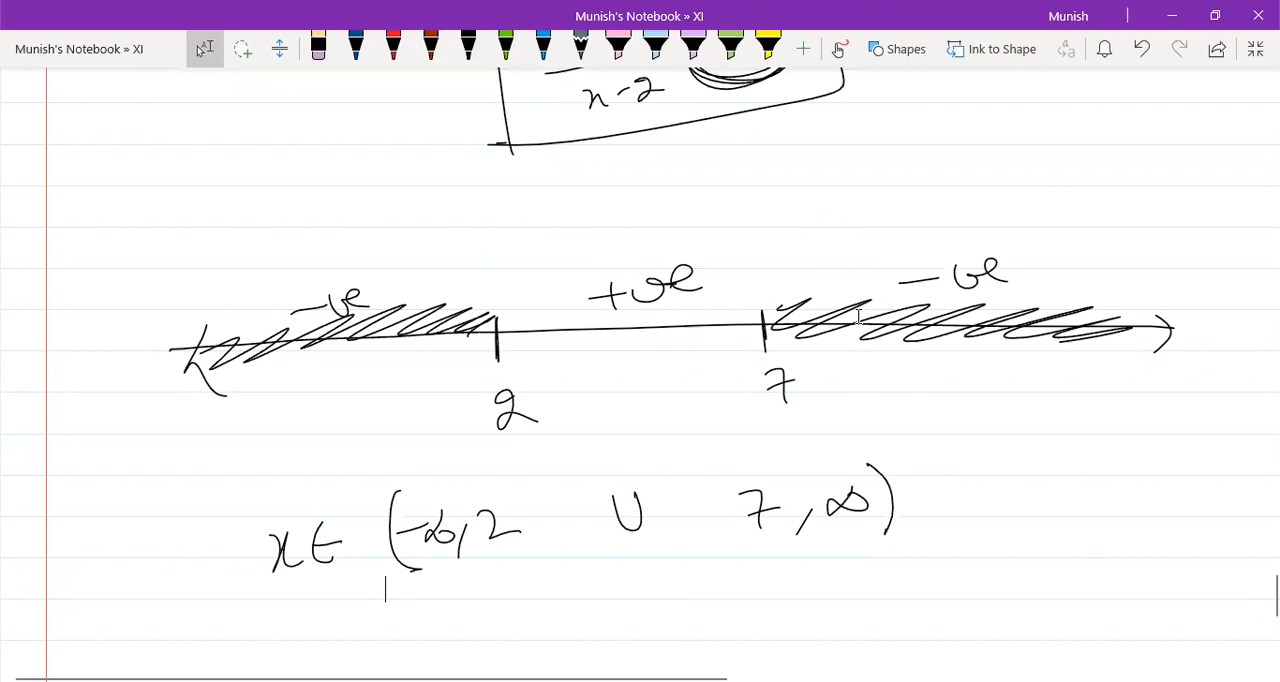 Munish's Notebook » XI
Munish
Munish's Notebook » XI
Shapes
Ink to Shape
x-2
-ve +ve -ve
2 7
x∈ (-∞,2 ∪ 7,∞)